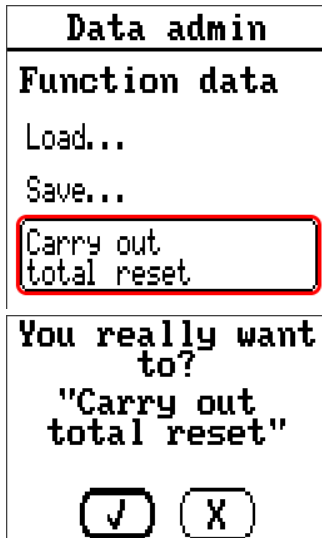 Data admin
Function data
Load...
Save...
Carry out
total reset
You really want
to?
"Carry out
total reset"
√ X